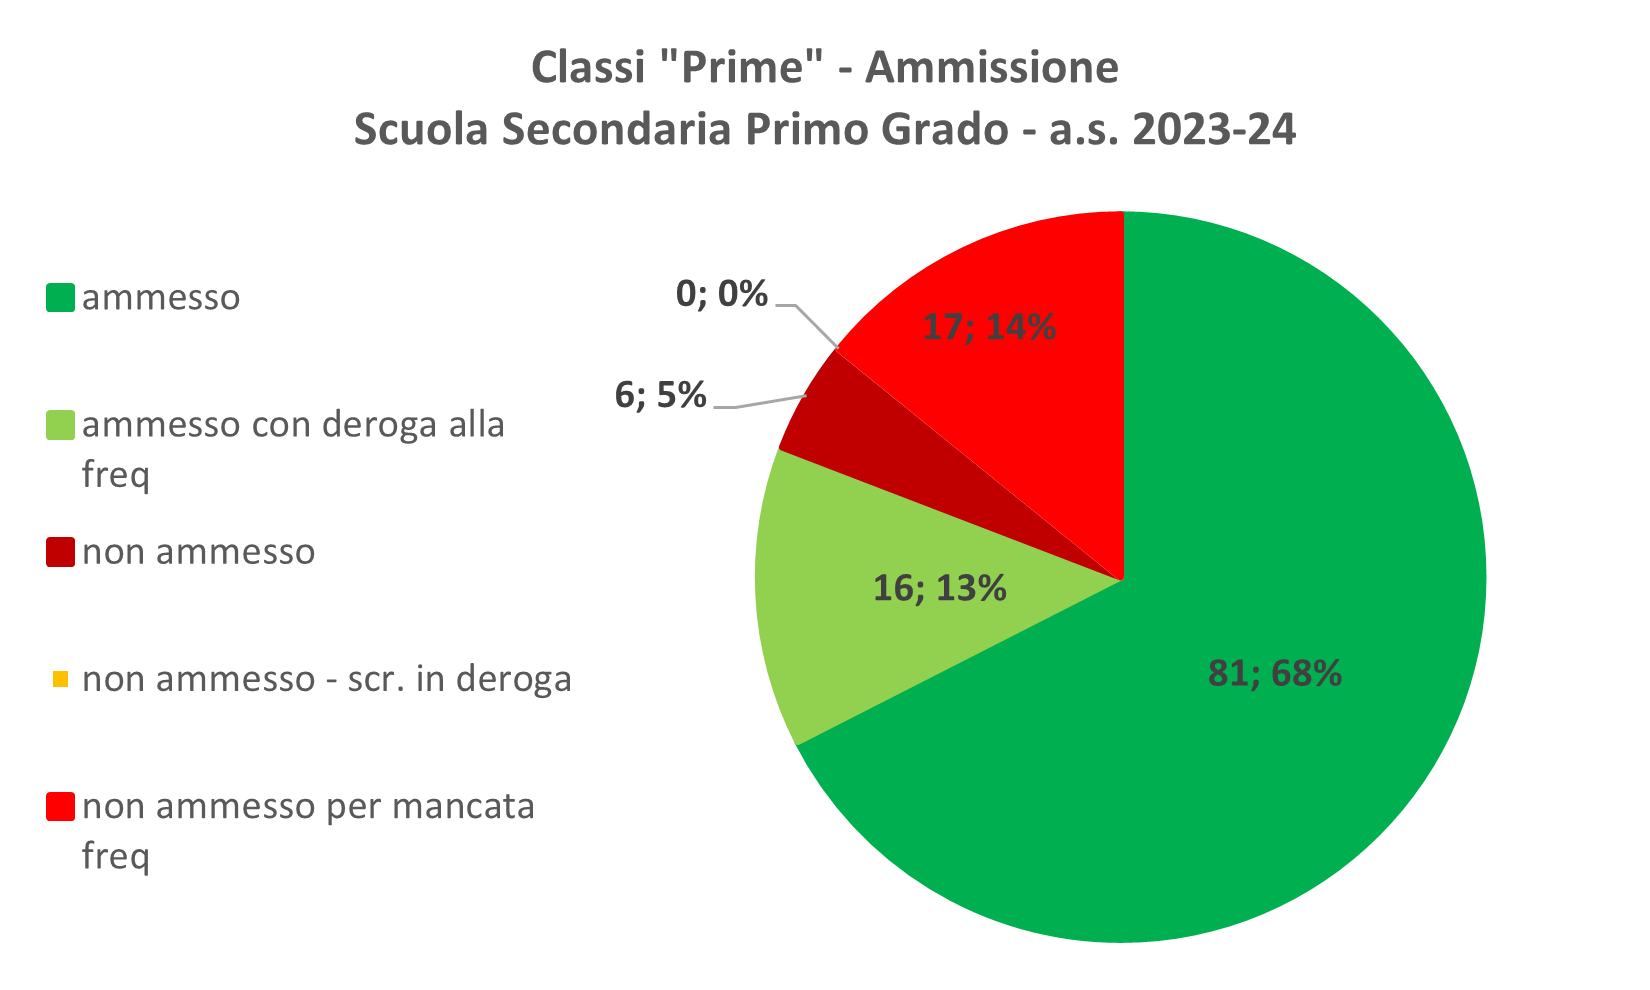 Classi "Prime" - Ammissione
Scuola Secondaria Primo Grado - a.s. 2023-24
ammesso
ammesso con deroga alla
freq
non ammesso
non ammesso - scr. in deroga
non ammesso per mancata
freq
0; 0%
17; 14%
6; 5%
16; 13%
81; 68%